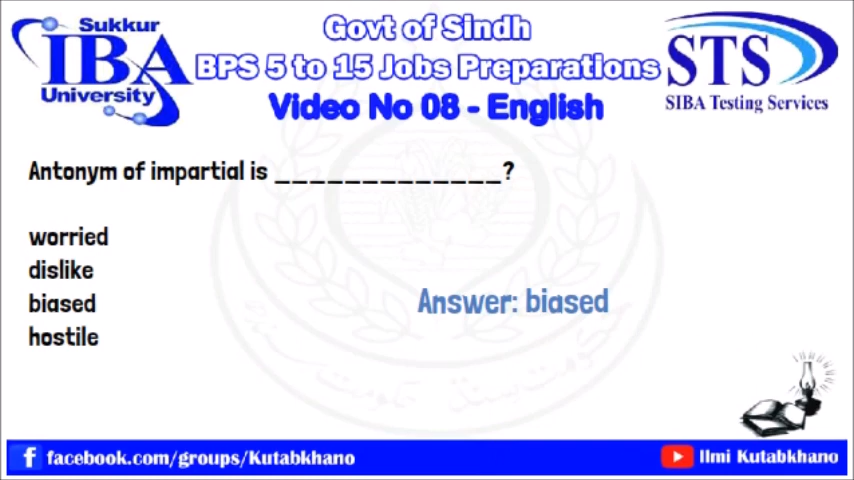 Sukkur
IBA
University
Govt of Sindh
BPS 5 to 15 Jobs Preparations
Video No 08 - English
STS
SIBA Testing Services
Antonym of impartial is _____________?
worried
dislike
biased
hostile
Answer: biased
facebook.com/groups/Kutabkhano
Ilmi Kutabkhano